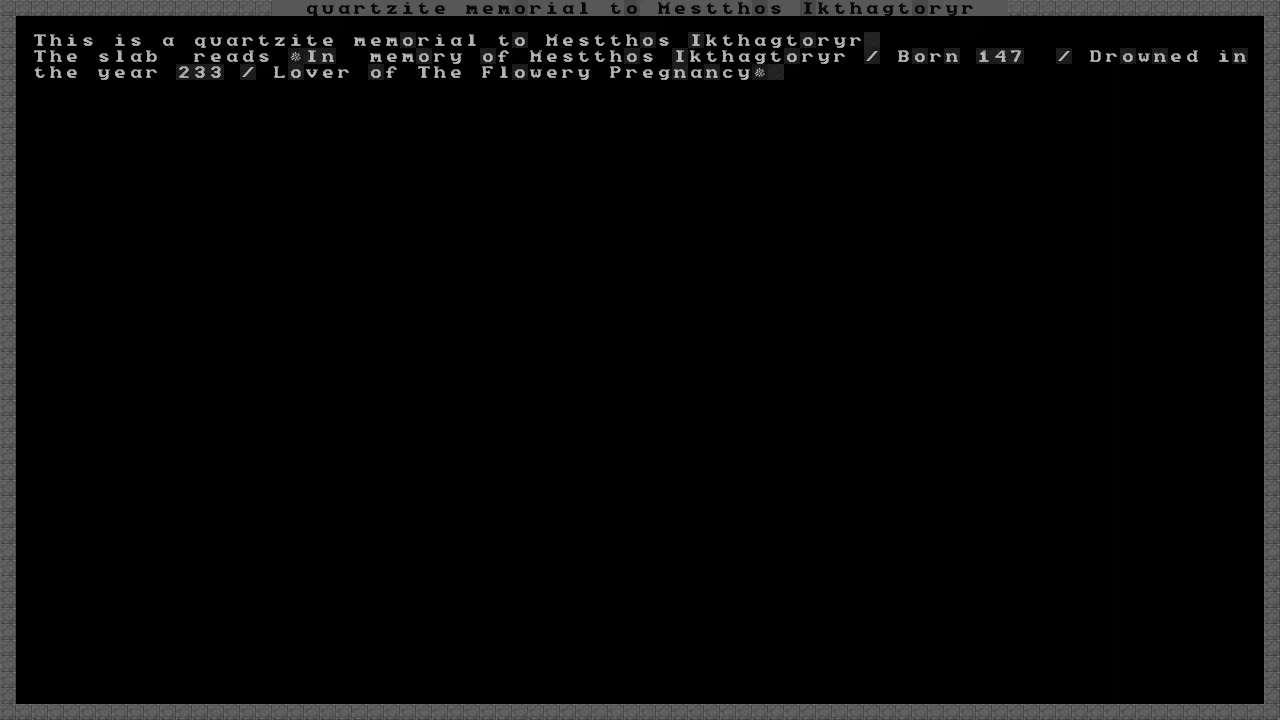 quartzite memorial to Mestthos Ikthagtoryr
This is a quartzite memorial to Mestthos Ikthagtoryr
The slab reads *In memory of Mestthos Ikthagtoryr / Born 147 / Drowned in
the year 233 / Lover of The Flowery Pregnancy*